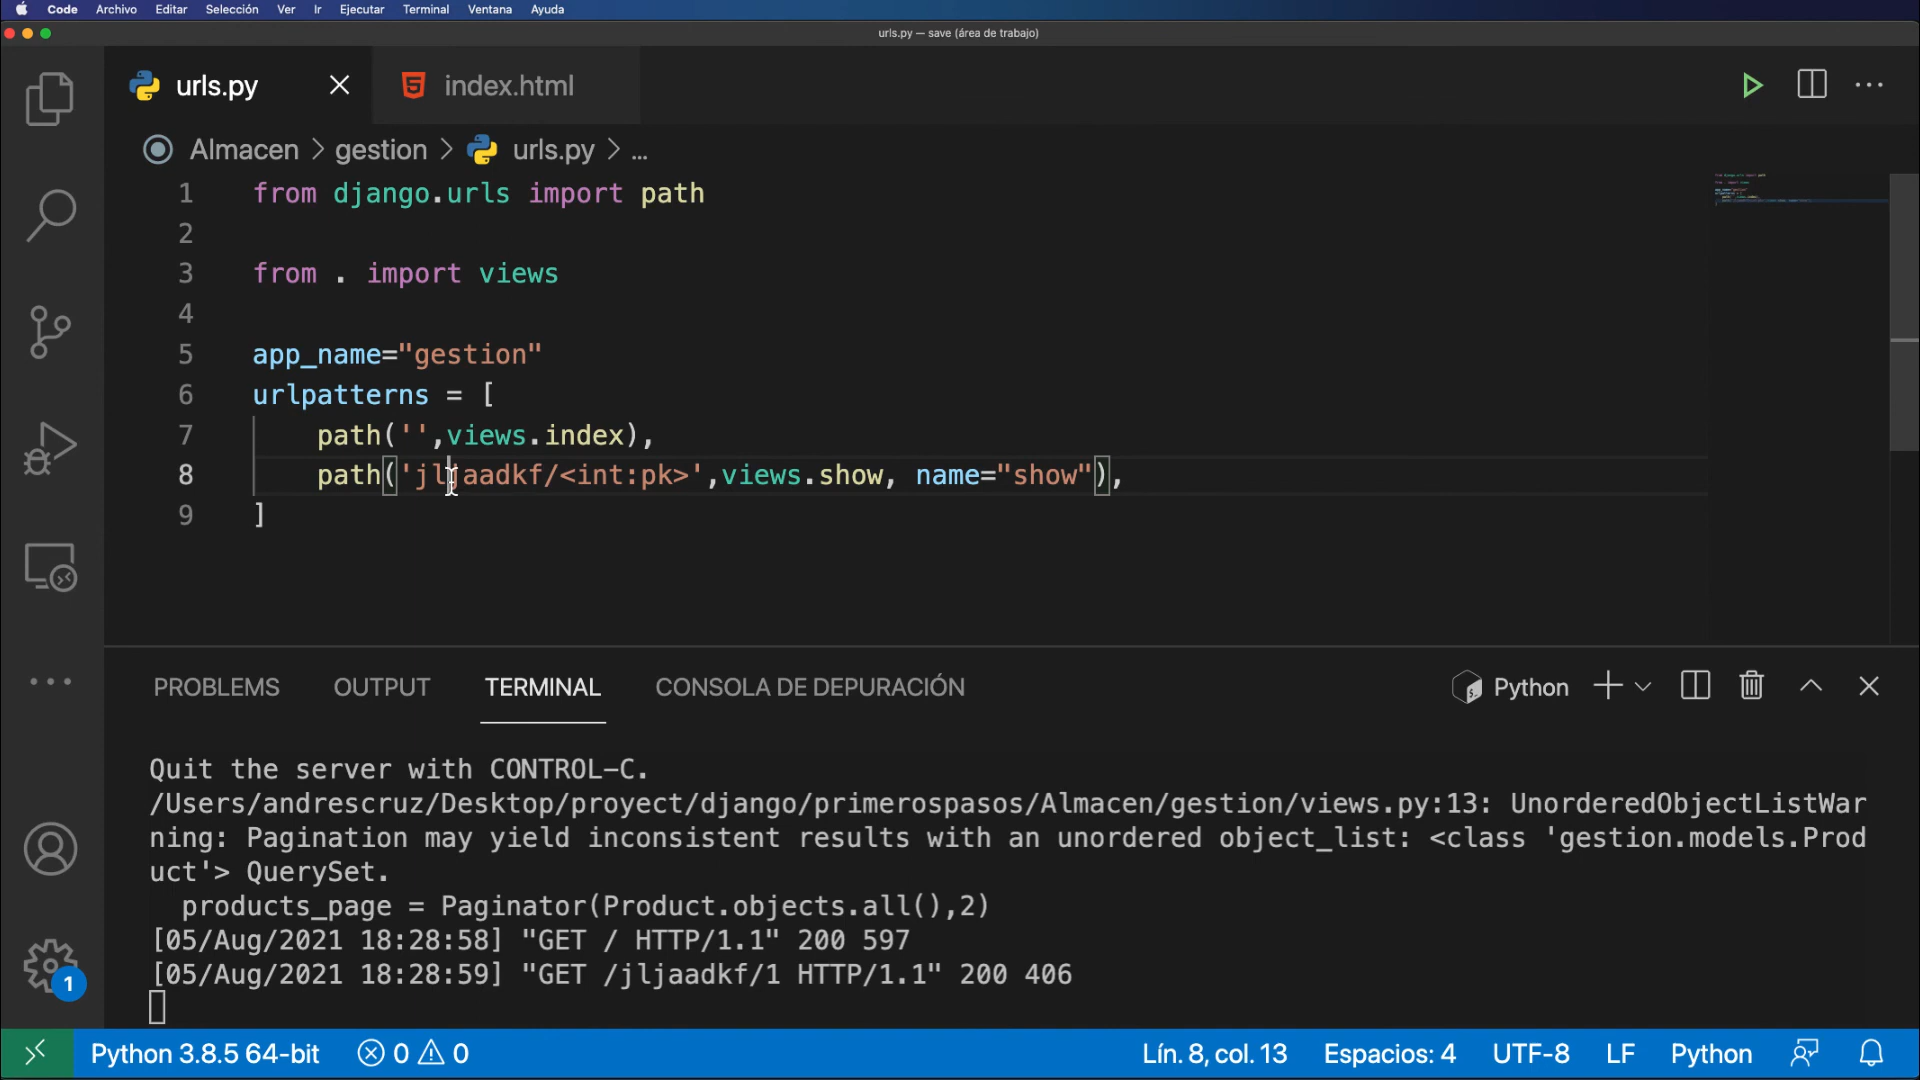 Code Archivo Editar Selección Ver Ir Ejecutar Terminal Ventana Ayuda
urls.py — save (área de trabajo)
urls.py index.html
Almacen > gestion > urls.py > ...
1 from django.urls import path
2
3 from . import views
4
5 app_name="gestion"
6 urlpatterns = [
7 path('',views.index),
8 path('jljaadkf/<int:pk>',views.show, name="show"),
9 ]
PROBLEMS OUTPUT TERMINAL CONSOLA DE DEPURACIÓN Python
Quit the server with CONTROL-C.
/Users/andrescruz/Desktop/proyect/django/primerospasos/Almacen/gestion/views.py:13: UnorderedObjectListWar
ning: Pagination may yield inconsistent results with an unordered object_list: <class 'gestion.models.Prod
uct'> QuerySet.
products_page = Paginator(Product.objects.all(),2)
[05/Aug/2021 18:28:58] "GET / HTTP/1.1" 200 597
[05/Aug/2021 18:28:59] "GET /jljaadkf/1 HTTP/1.1" 200 406
1
Python 3.8.5 64-bit 0 0 Lín. 8, col. 13 Espacios: 4 UTF-8 LF Python